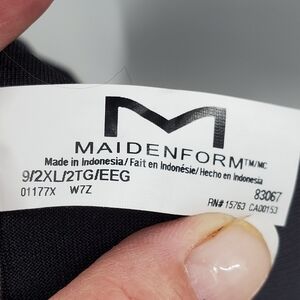 M
MAIDENFORM™/MC
Made in Indonesia/ Fait en Indonésie/ Hecho en Indonesia
9/2XL/2TG/EEG
83067
01177X W7Z
RN# 15763 CA00153